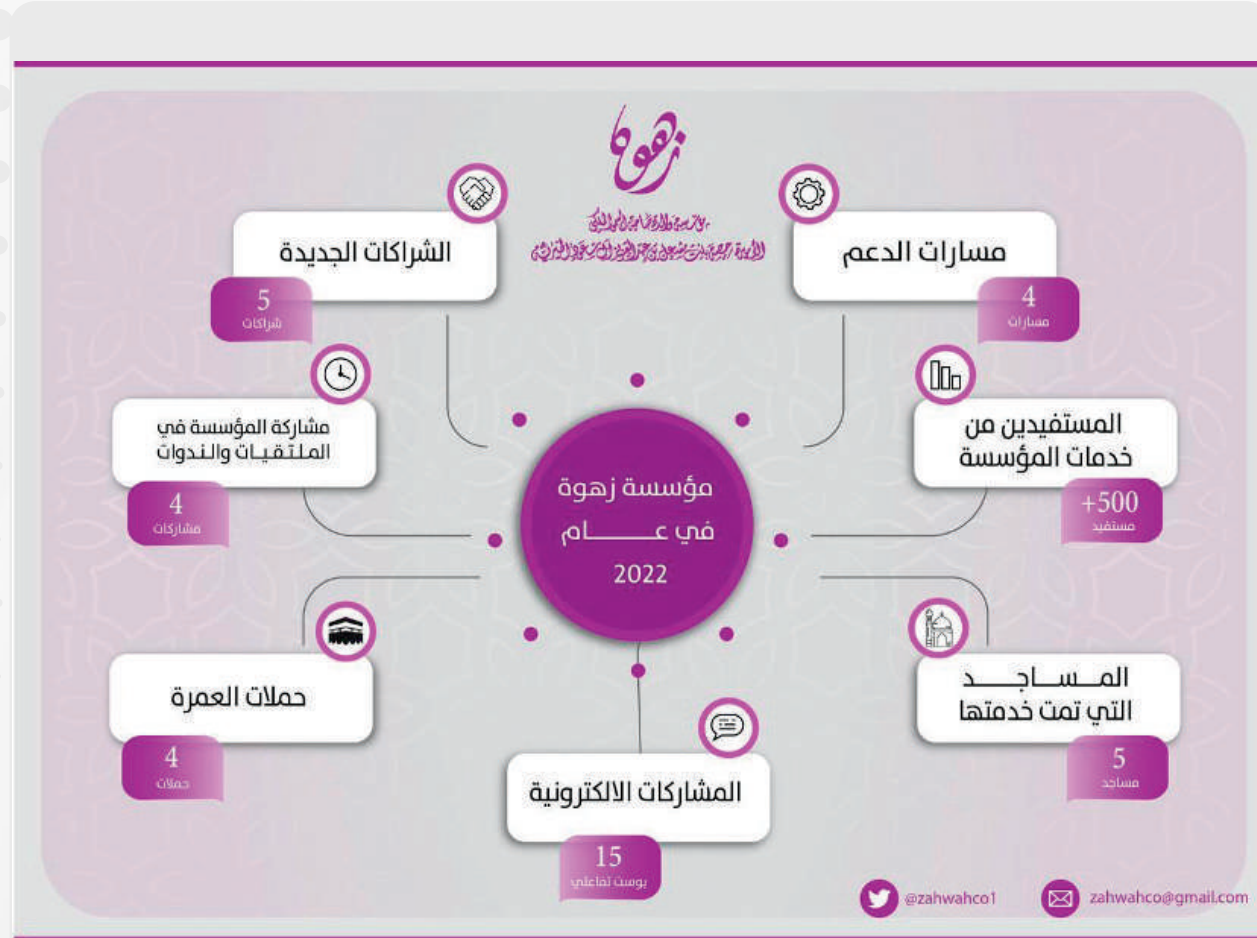 زهوة
مسارات الدعم
4
مسارات
الشراكات الجديدة
5
شراكات
المستفيدين من
خدمات المؤسسة
+500
مستفيد
مشاركة المؤسسة في
الملتقيات والندوات
4
مشاركات
مؤسسة زهوة
في عام
2022
المساجد
التي تمت خدمتها
5
مساجد
حملات العمرة
4
حملات
المشاركات الالكترونية
15
بوست تفاعلي
@zahwahco1
zahwahco@gmail.com